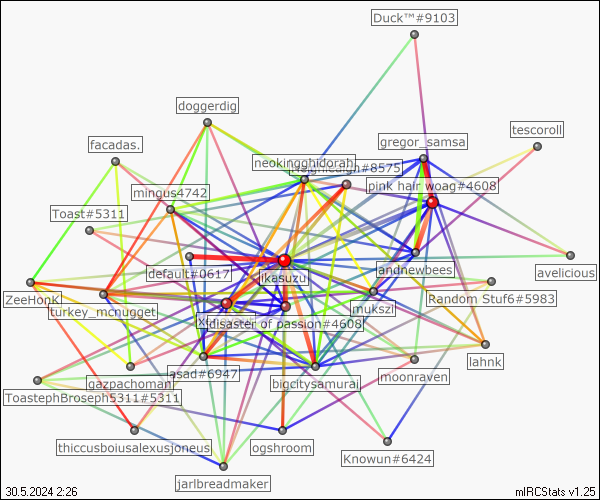 Duck™#9103
doggerdig
gregor_samsa
tescoroll
facadas.
neokingghidorah
#8575
pink hair woag#4608
mingus4742
Toast#5311
default#0617
ikasuzu
andnewbees
avelicious
ZeeHonK
turkey_mcnugget
mukszi
Random Stuf6#5983
disaster of passion#4608
gazpachoman
asad#6947
bigcitysamurai
moonraven
lahnk
ToastephBroseph5311#5311
thiccusboiusalexusjoneus
ogshroom
Knowun#6424
jarlbreadmaker
30.5.2024 2:26
mIRCStats v1.25